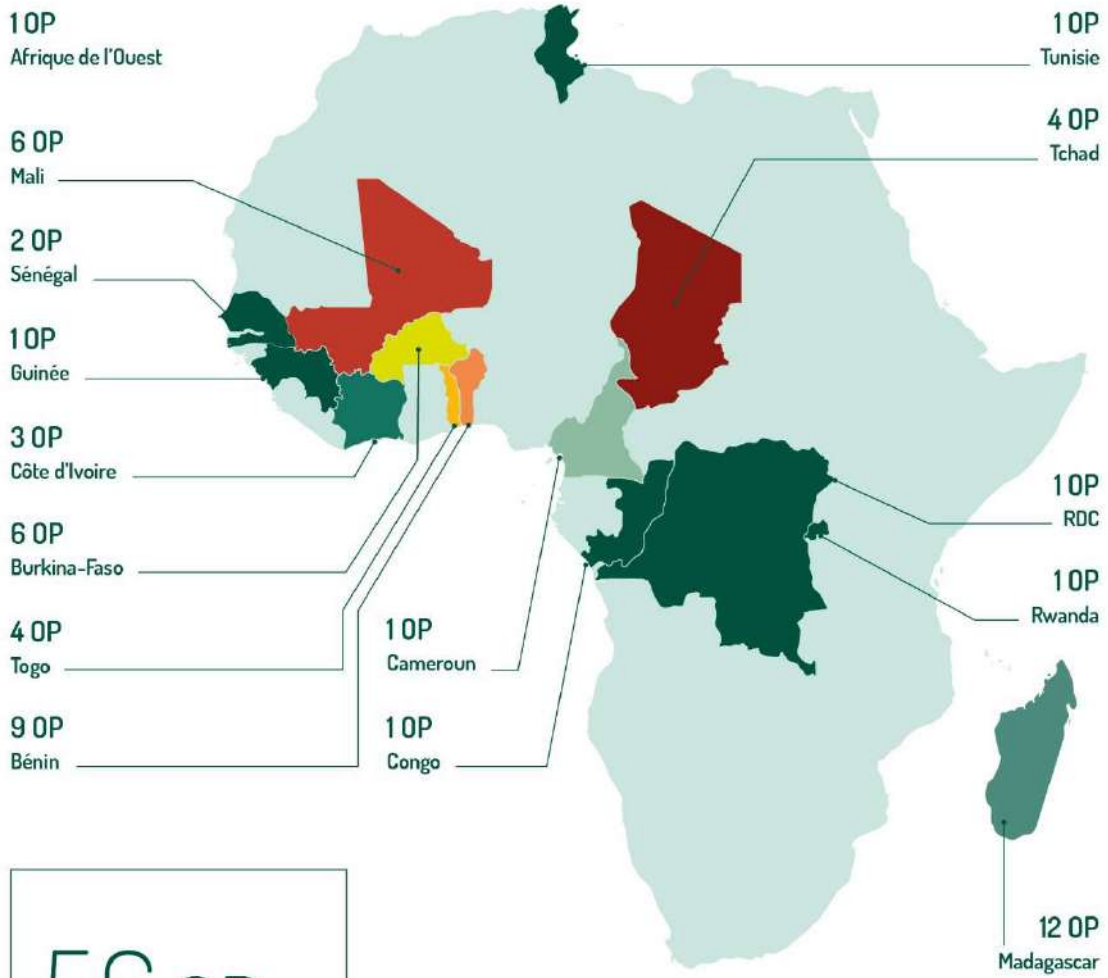 1 OP
Afrique de l'Ouest
6 OP
Mali
2 OP
Sénégal
1 OP
Guinée
3 OP
Côte d'Ivoire
6 OP
Burkina-Faso
4 OP
Togo
9 OP
Bénin
1 OP
Cameroun
1 OP
Congo
1 OP
Tunisie
4 OP
Tchad
1 OP
RDC
1 OP
Rwanda
12 OP
Madagascar